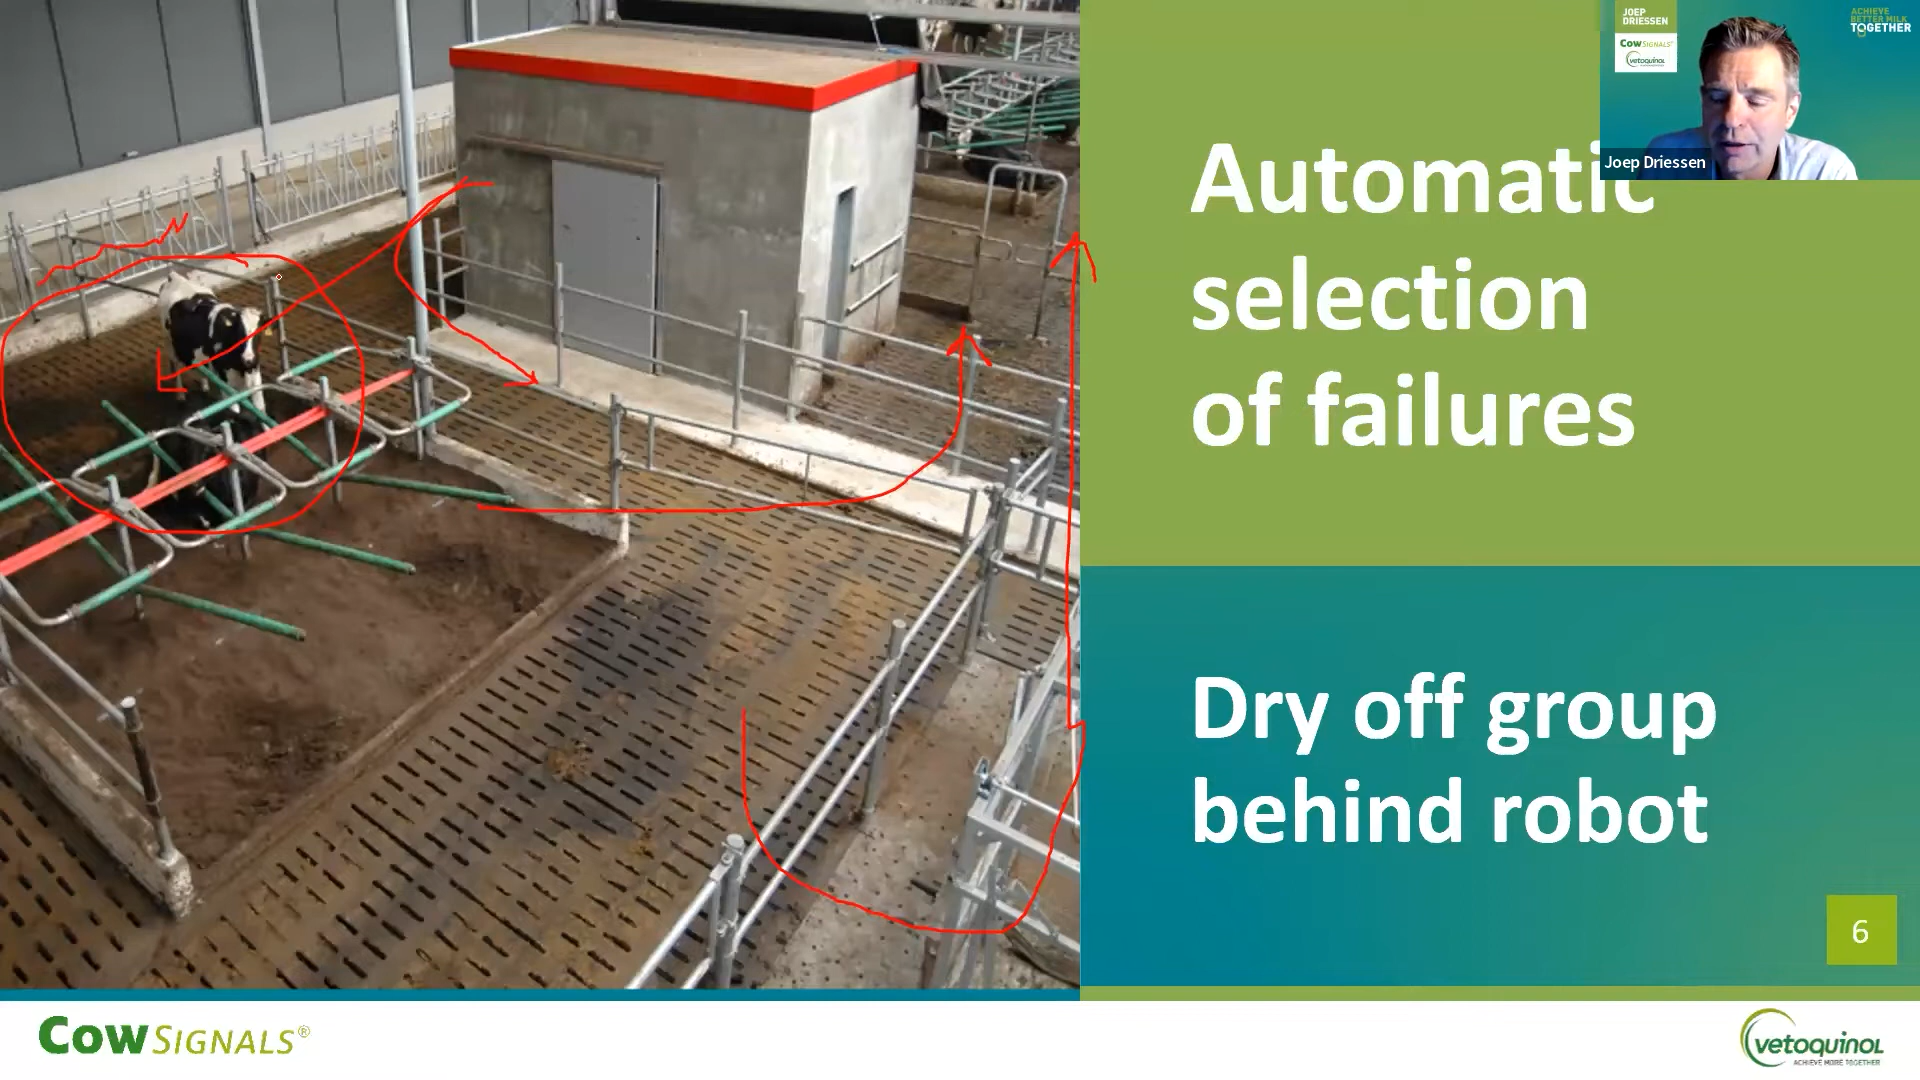 Automatic
selection
of failures
Dry off group
behind robot
6
JOEP
DRIESSEN
COWSIGNALS®
vetoquinol
Joep Driessen
ACHIEVE
BETTER MILK
TOGETHER
COWSIGNALS®
vetoquinol
ACHIEVE MORE TOGETHER